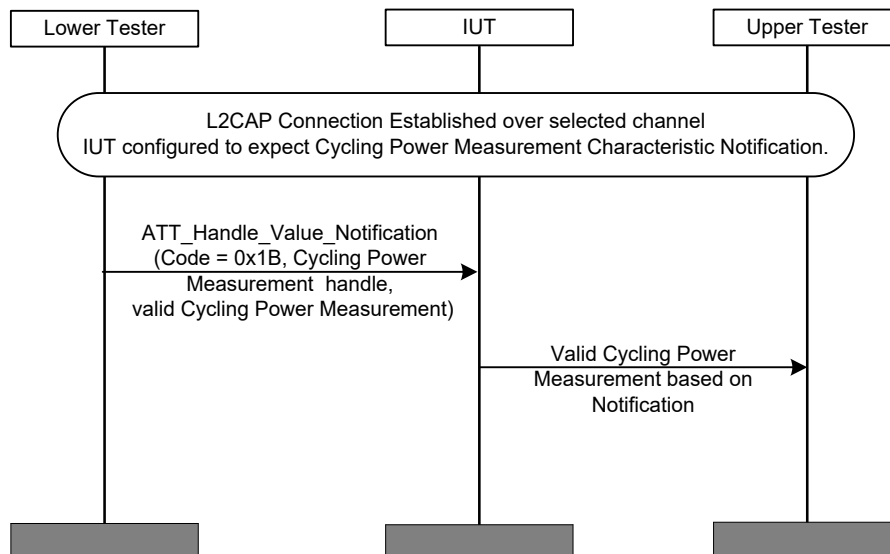 Lower Tester
IUT
Upper Tester
L2CAP Connection Established over selected channel
IUT configured to expect Cycling Power Measurement Characteristic Notification.
ATT_Handle_Value_Notification
(Code = 0x1B, Cycling Power
Measurement handle,
valid Cycling Power Measurement)
Valid Cycling Power
Measurement based on
Notification